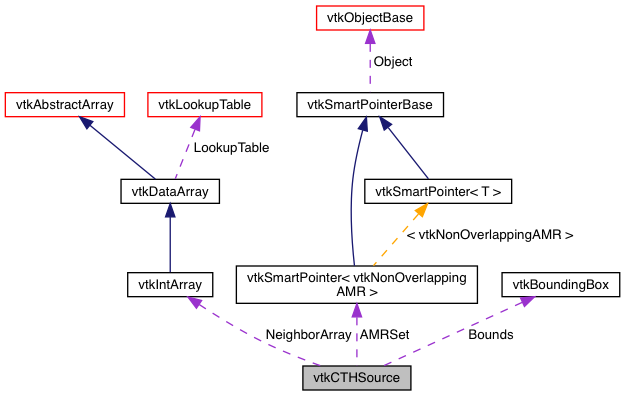 vtkObjectBase
Object
vtkAbstractArray
vtkLookupTable
vtkSmartPointerBase
LookupTable
vtkDataArray
vtkSmartPointer< T >
< vtkNonOverlappingAMR >
vtkIntArray
vtkSmartPointer< vtkNonOverlapping
AMR >
vtkBoundingBox
NeighborArray
AMRSet
Bounds
vtkCTHSource